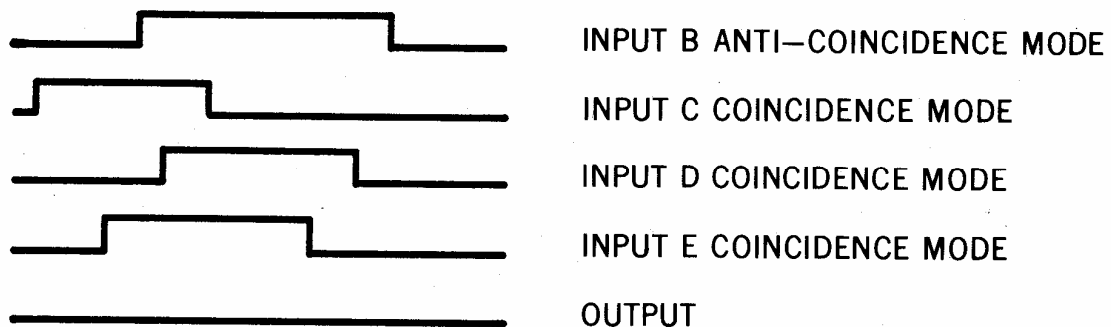 INPUT B ANTI–COINCIDENCE MODE
INPUT C COINCIDENCE MODE
INPUT D COINCIDENCE MODE
INPUT E COINCIDENCE MODE
OUTPUT